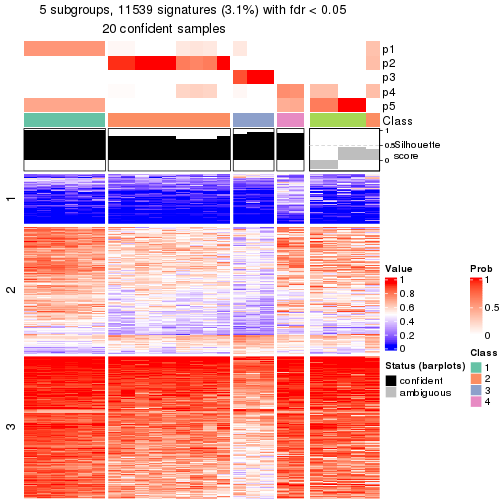 5 subgroups, 11539 signatures (3.1%) with fdr < 0.05
20 confident samples
p1
p2
p3
p4
p5
Class
1
0.5
0
Silhouette
score
1
2
3
Value
1
0.8
0.6
0.4
0.2
0
Prob
1
0.5
0
Status (barplots)
confident
ambiguous
Class
1
2
3
4